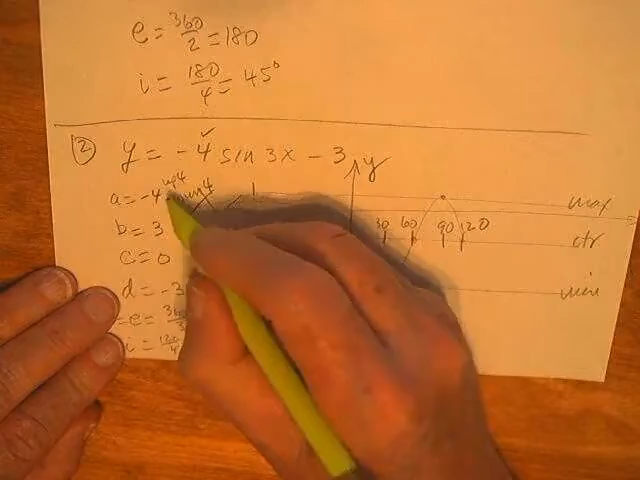 e = 360/2 = 180
i = 180/4 = 45°
② y = -4 sin 3x - 3
y
a = -4 up4
max
b = 3
30 60 90 120
ctr
c = 0
d = -3
min
e = 360/3
i = 120/4